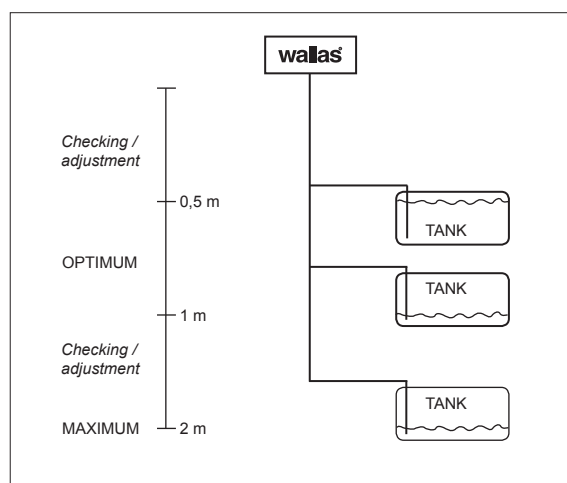 wallas
Checking /
adjustment
0,5 m
TANK
OPTIMUM
TANK
1 m
Checking /
adjustment
TANK
MAXIMUM
2 m